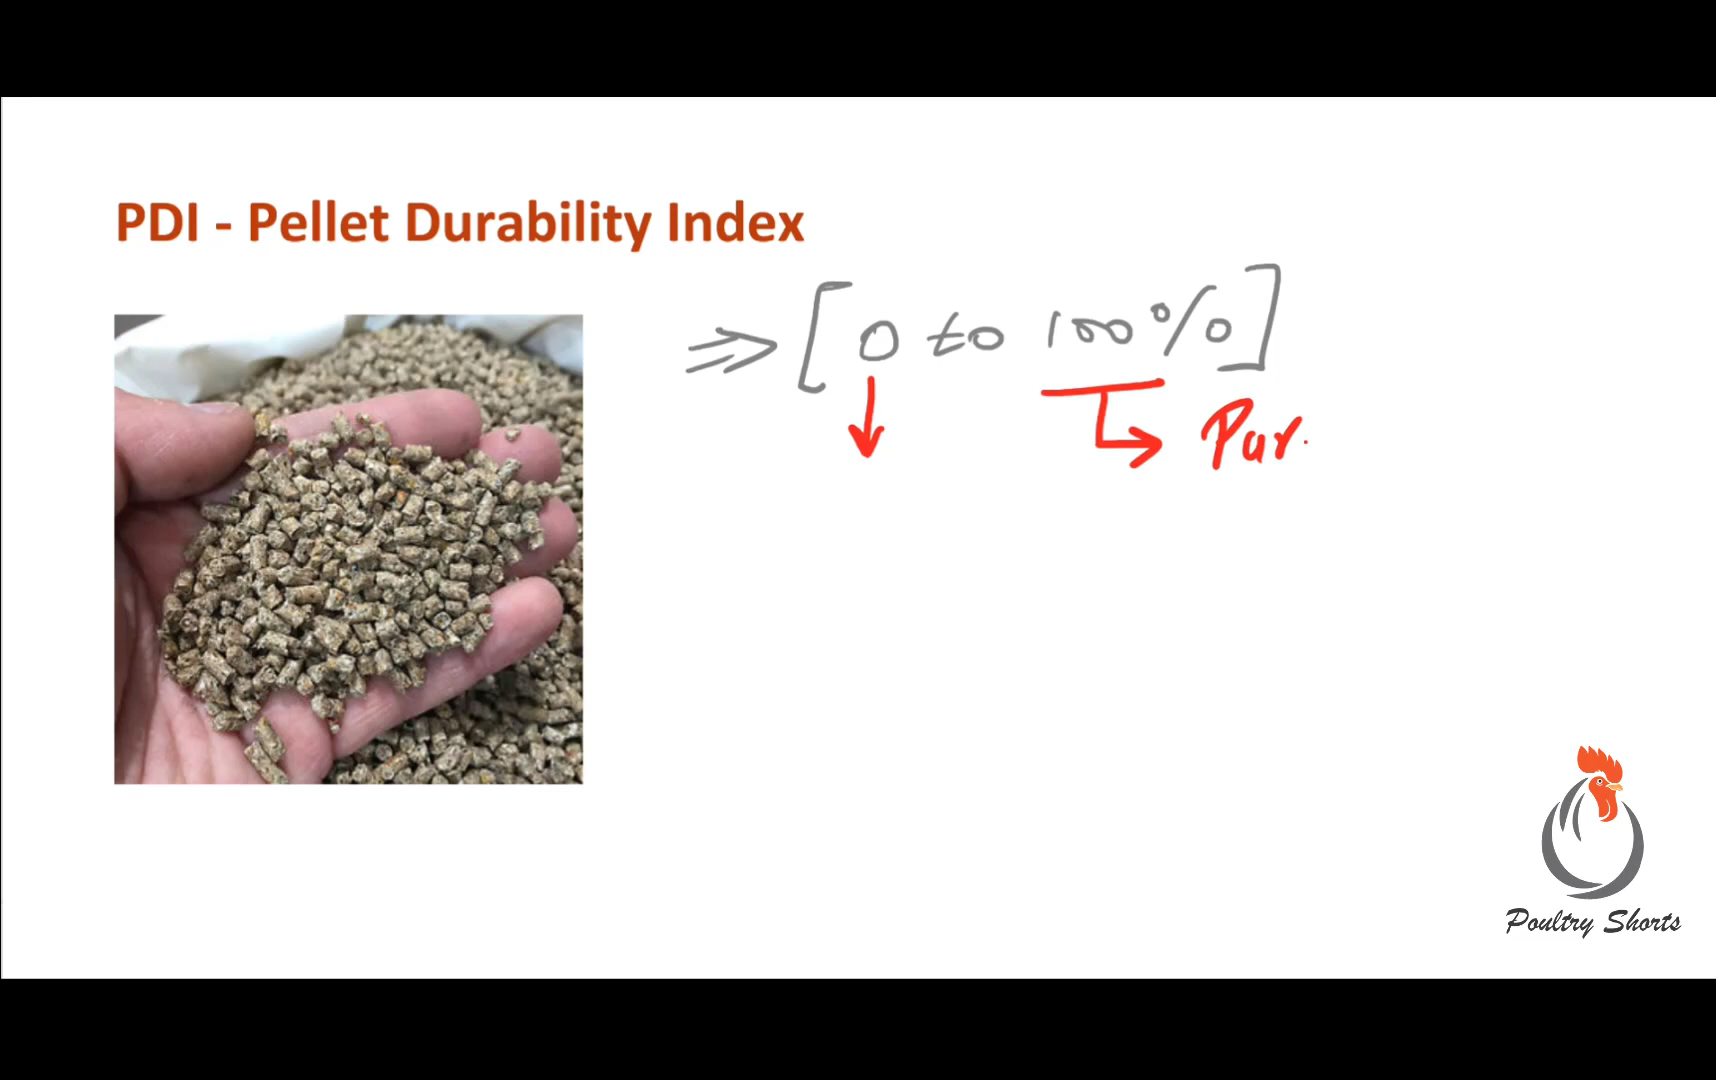 PDI - Pellet Durability Index
[0 to 100%]
Pur.
Poultry Shorts